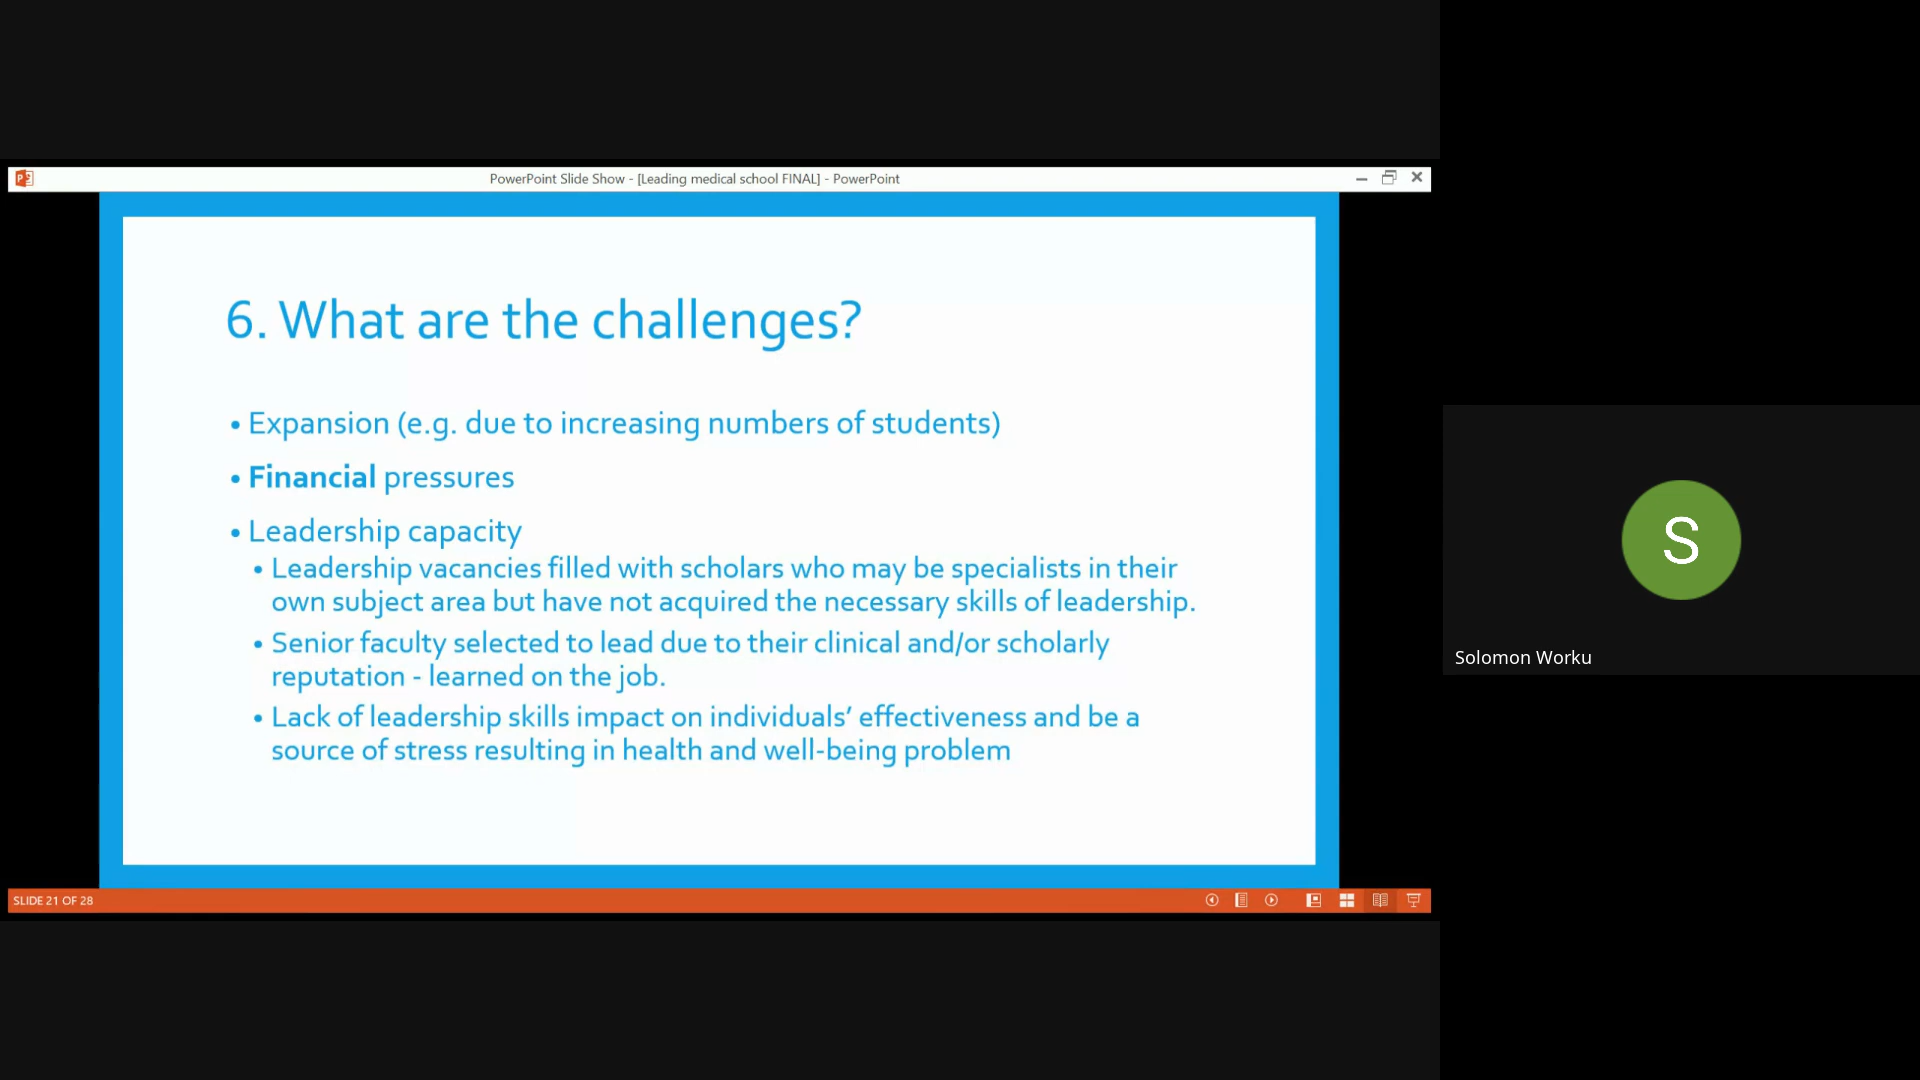 PowerPoint Slide Show - [Leading medical school FINAL] - PowerPoint
6. What are the challenges?
• Expansion (e.g. due to increasing numbers of students)
• Financial pressures
• Leadership capacity
• Leadership vacancies filled with scholars who may be specialists in their
own subject area but have not acquired the necessary skills of leadership.
• Senior faculty selected to lead due to their clinical and/or scholarly
reputation - learned on the job.
• Lack of leadership skills impact on individuals’ effectiveness and be a
source of stress resulting in health and well-being problem
SLIDE 21 OF 28
S
Solomon Worku